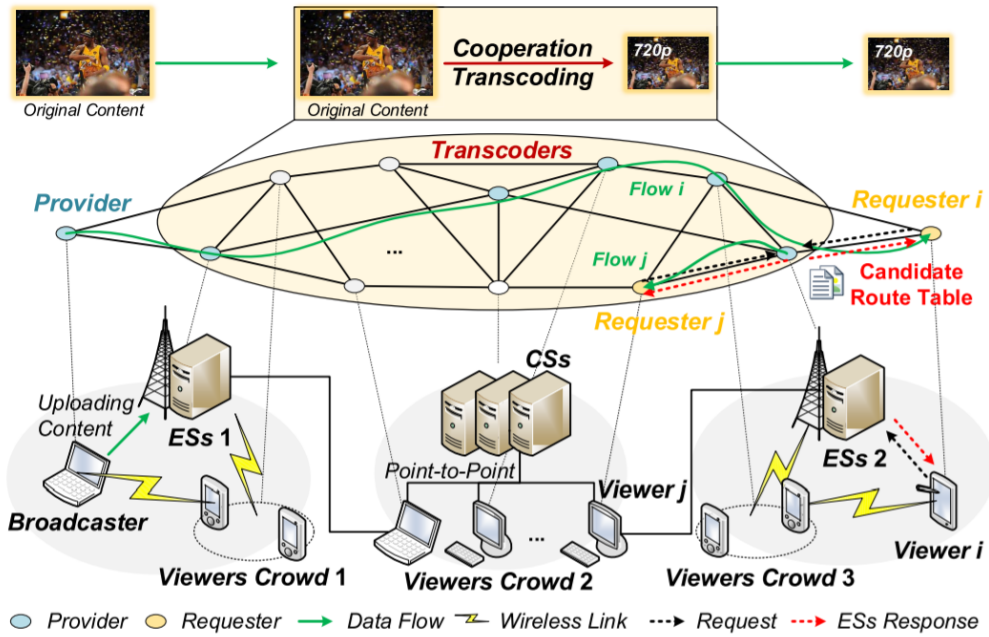 Cooperation
Transcoding
720p
720p
Original Content
Original Content
Transcoders
Provider
Flow i
Requester i
...
Flow j
Candidate
Route Table
Requester j
CSs
Uploading
Content
ESs 1
ESs 2
Point-to-Point
Viewer j
Broadcaster
...
Viewer i
Viewers Crowd 1
Viewers Crowd 2
Viewers Crowd 3
Provider
Requester
Data Flow
Wireless Link
Request
ESs Response